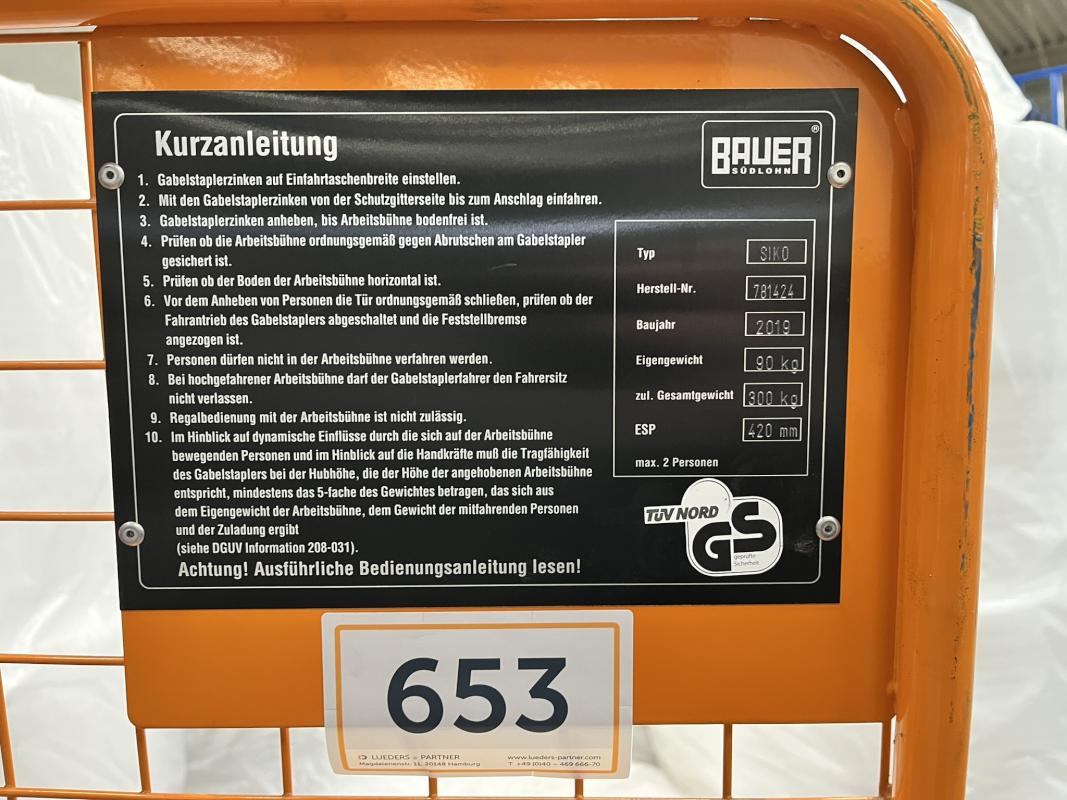 Kurzanleitung
BAUER®
SÜDLOHN
1. Gabelstaplerzinken auf Einfahrtaschenbreite einstellen.
2. Mit den Gabelstaplerzinken von der Schutzgitterseite bis zum Anschlag einfahren.
3. Gabelstaplerzinken anheben, bis Arbeitsbühne bodenfrei ist.
4. Prüfen ob die Arbeitsbühne ordnungsgemäß gegen Abrutschen am Gabelstapler
gesichert ist.
5. Prüfen ob der Boden der Arbeitsbühne horizontal ist.
6. Vor dem Anheben von Personen die Tür ordnungsgemäß schließen, prüfen ob der
Fahrantrieb des Gabelstaplers abgeschaltet und die Feststellbremse
angezogen ist.
7. Personen dürfen nicht in der Arbeitsbühne verfahren werden.
8. Bei hochgefahrener Arbeitsbühne darf der Gabelstaplerfahrer den Fahrersitz
nicht verlassen.
9. Regalbedienung mit der Arbeitsbühne ist nicht zulässig.
10. Im Hinblick auf dynamische Einflüsse durch die sich auf der Arbeitsbühne
bewegenden Personen und im Hinblick auf die Handkräfte muß die Tragfähigkeit
des Gabelstaplers bei der Hubhöhe, die der Höhe der angehobenen Arbeitsbühne
entspricht, mindestens das 5-fache des Gewichtes betragen, das sich aus
dem Eigengewicht der Arbeitsbühne, dem Gewicht der mitfahrenden Personen
und der Zuladung ergibt
(siehe DGUV Information 208-031).
Achtung! Ausführliche Bedienungsanleitung lesen!
Typ SIKO
Herstell-Nr. 781424
Baujahr 2019
Eigengewicht 90 kg
zul. Gesamtgewicht 300 kg
ESP 420 mm
max. 2 Personen
TÜV NORD
GS
geprüfte
Sicherheit
653
LUEDERS & PARTNER www.lueders-partner.com
Magdalenenstr. 11, 20148 Hamburg T +49 (0)40 – 469 666-70